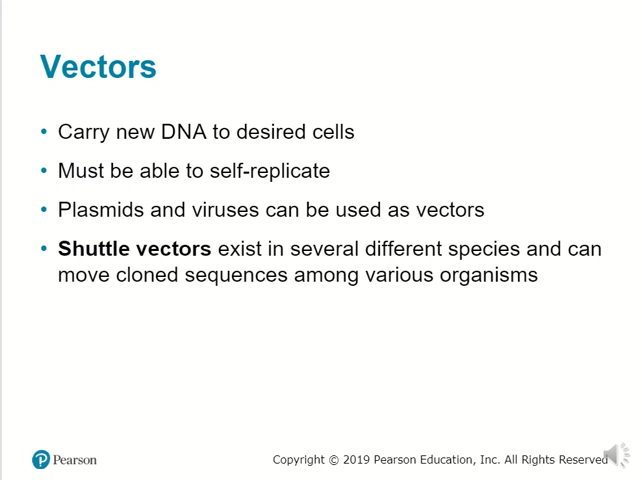 Vectors
• Carry new DNA to desired cells
• Must be able to self-replicate
• Plasmids and viruses can be used as vectors
• Shuttle vectors exist in several different species and can
move cloned sequences among various organisms
Pearson
Copyright © 2019 Pearson Education, Inc. All Rights Reserved